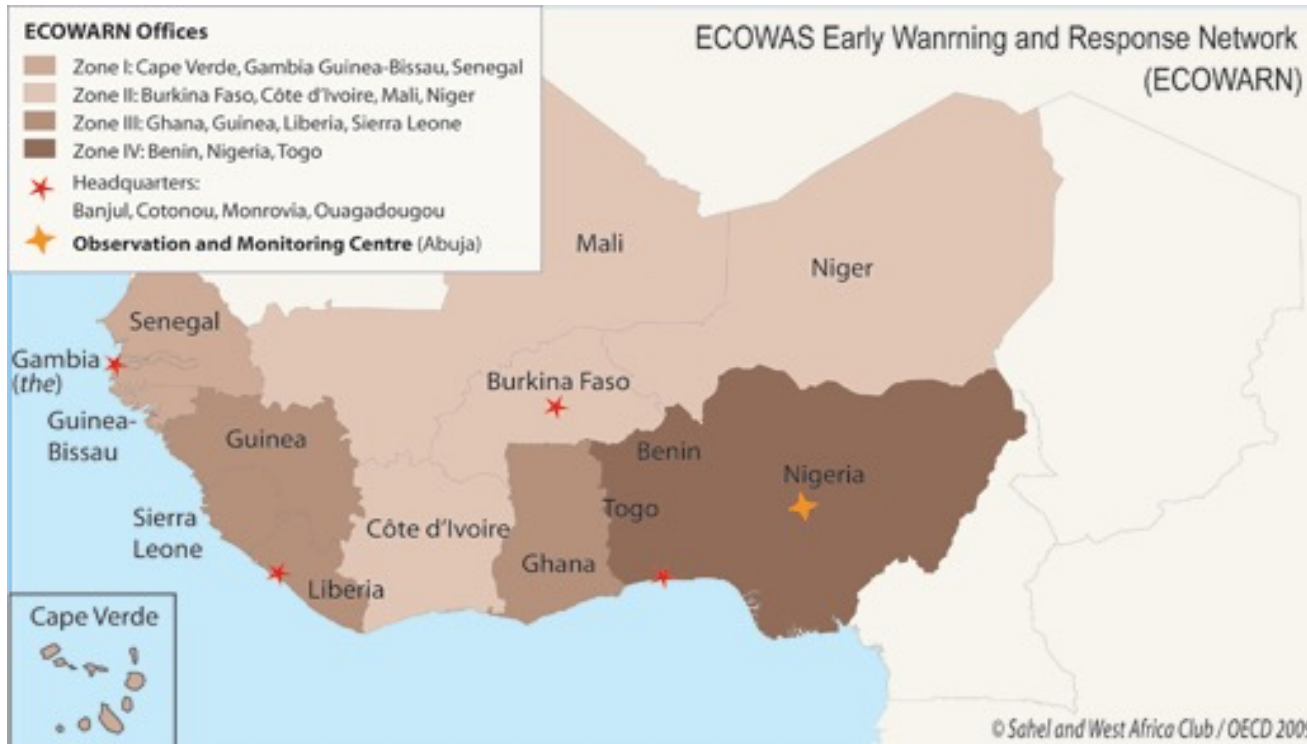 ECOWARN Offices
Zone I: Cape Verde, Gambia Guinea-Bissau, Senegal
Zone II: Burkina Faso, Côte d'Ivoire, Mali, Niger
Zone III: Ghana, Guinea, Liberia, Sierra Leone
Zone IV: Benin, Nigeria, Togo
Headquarters:
Banjul, Cotonou, Monrovia, Ouagadougou
Observation and Monitoring Centre (Abuja)
ECOWAS Early Wanrning and Response Network
(ECOWARN)
Mali
Niger
Senegal
Gambia
(the)
Burkina Faso
Guinea-
Bissau
Guinea
Benin
Nigeria
Togo
Sierra
Leone
Côte d'Ivoire
Ghana
Liberia
Cape Verde
© Sahel and West Africa Club / OECD 2009